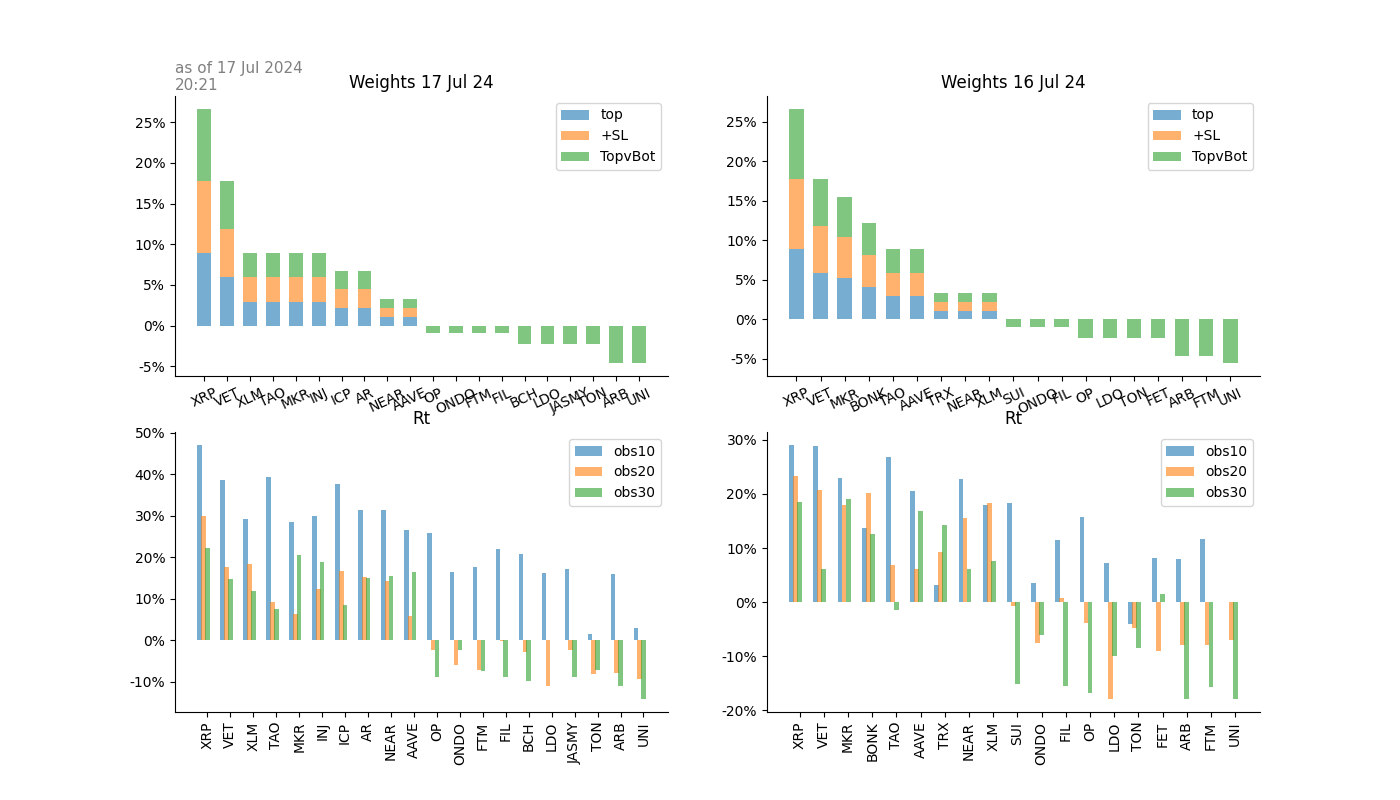 as of 17 Jul 2024
20:21
Weights 17 Jul 24
25%
20%
15%
10%
5%
0%
-5%
top
+SL
TopvBot
XRP VET XLM TAO MKR INJ ICP AR NEAR AAVE OP ONDO FTM FIL BCH LDO JASMY TON ARB UNI
Weights 16 Jul 24
25%
20%
15%
10%
5%
0%
-5%
top
+SL
TopvBot
XRP VET MKR BONK TAO AAVE TRX NEAR XLM SUI ONDO FIL OP LDO TON FET ARB FTM UNI
Rt
50%
40%
30%
20%
10%
0%
-10%
obs10
obs20
obs30
XRP VET XLM TAO MKR INJ ICP AR NEAR AAVE OP ONDO FTM FIL BCH LDO JASMY TON ARB UNI
Rt
30%
20%
10%
0%
-10%
-20%
obs10
obs20
obs30
XRP VET MKR BONK TAO AAVE TRX NEAR XLM SUI ONDO FIL OP LDO TON FET ARB FTM UNI